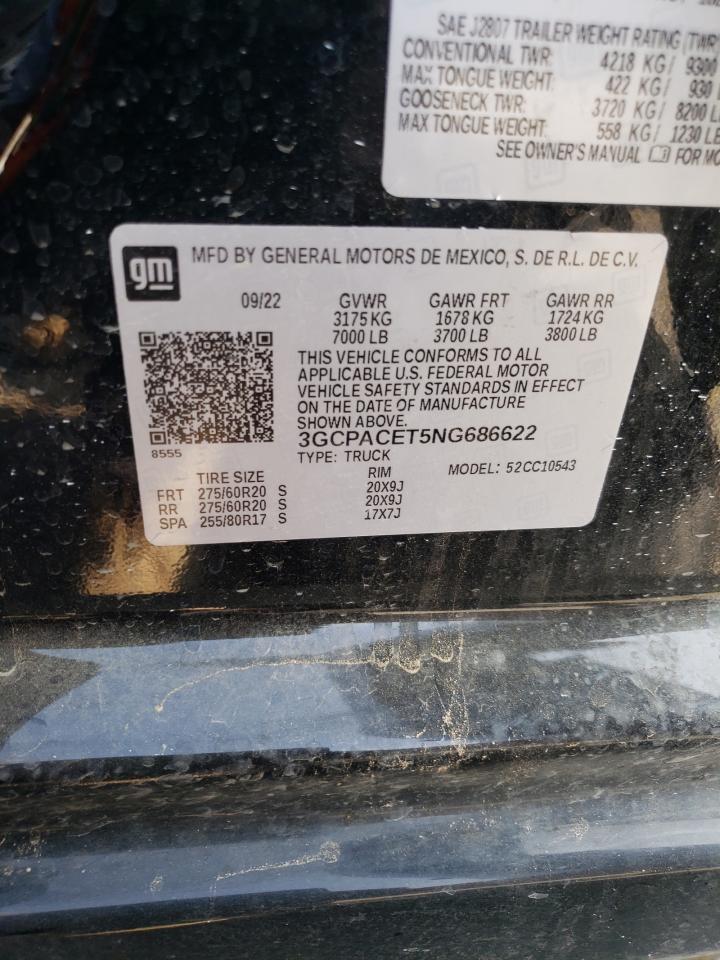 SAE J2807 TRAILER WEIGHT RATING (TWR
CONVENTIONAL TWR: 4218 KG/ 9300
MAX TONGUE WEIGHT: 422 KG/ 930 L
GOOSENECK TWR: 3720 KG/ 8200 LB
MAX TONGUE WEIGHT: 558 KG/ 1230 LB
SEE OWNER'S MANUAL FOR MO
gm
MFD BY GENERAL MOTORS DE MEXICO, S. DE R.L. DE C.V.
09/22 GVWR GAWR FRT GAWR RR
3175 KG 1678 KG 1724 KG
7000 LB 3700 LB 3800 LB
THIS VEHICLE CONFORMS TO ALL
APPLICABLE U.S. FEDERAL MOTOR
VEHICLE SAFETY STANDARDS IN EFFECT
ON THE DATE OF MANUFACTURE
SHOWN ABOVE.
3GCPACET5NG686622
8555
TYPE: TRUCK MODEL: 52CC10543
TIRE SIZE RIM
FRT 275/60R20 S 20X9J
RR 275/60R20 S 20X9J
SPA 255/80R17 S 17X7J